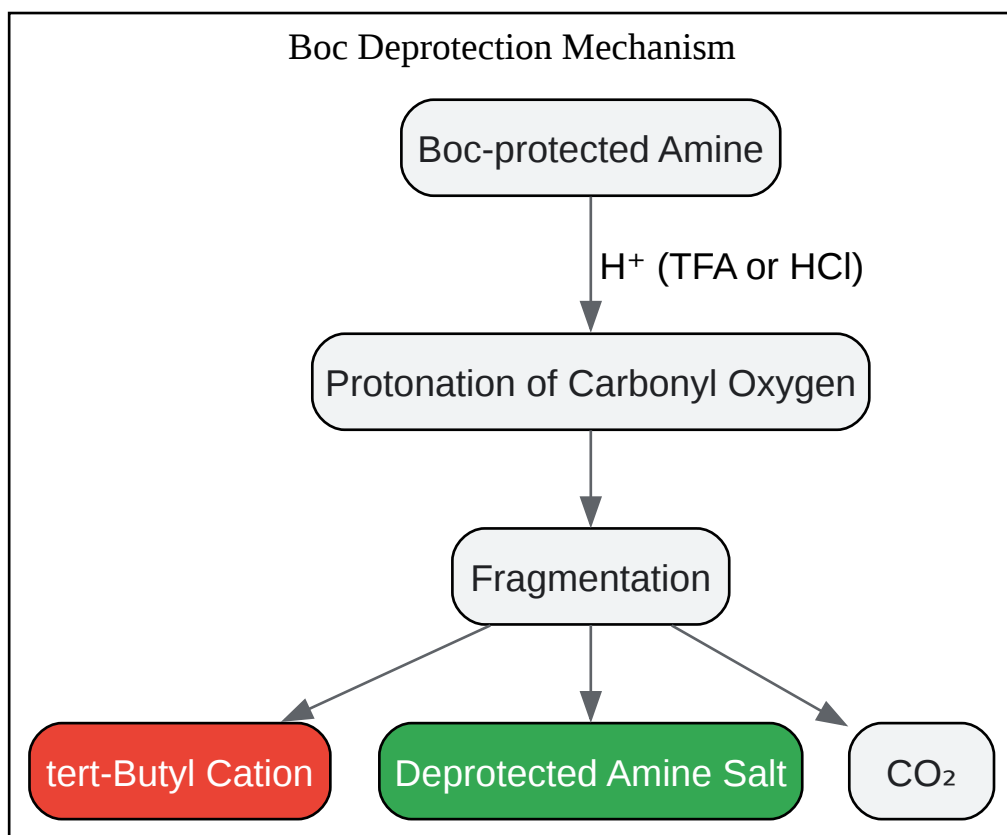 Boc Deprotection Mechanism
Boc-protected Amine
H⁺ (TFA or HCl)
Protonation of Carbonyl Oxygen
Fragmentation
tert-Butyl Cation
Deprotected Amine Salt
CO₂